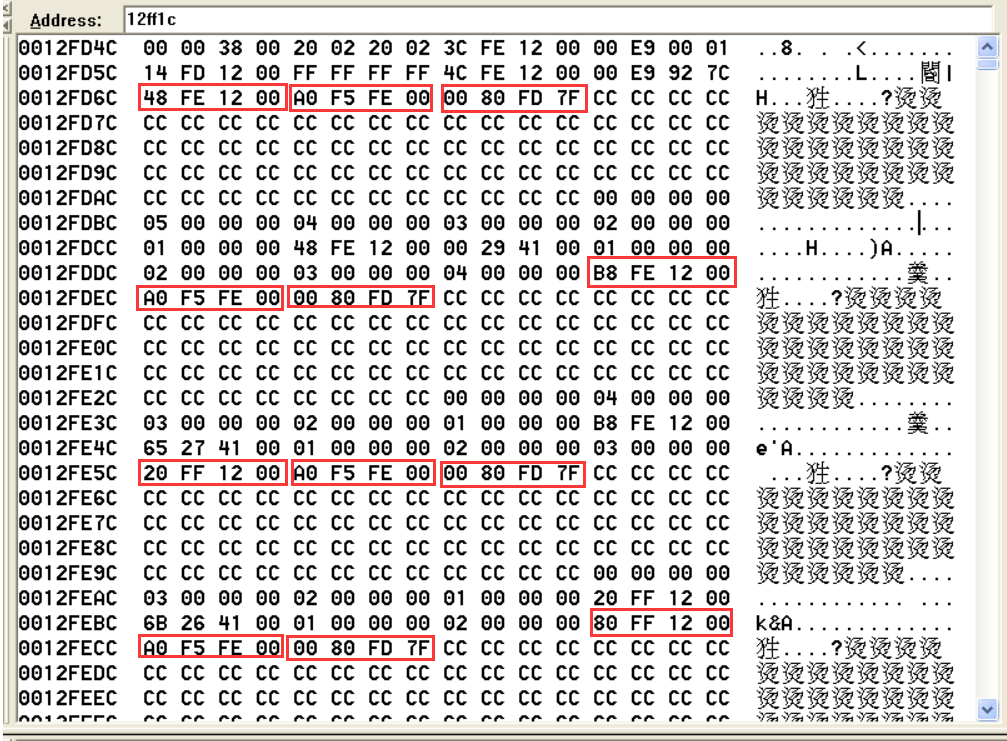 Address: 12ff1c
0012FD4C 00 00 38 00 20 02 20 02 3C FE 12 00 00 E9 00 01 ..8. . .<.......
0012FD5C 14 FD 12 00 FF FF FF FF 4C FE 12 00 00 E9 92 7C ........L....閽|
0012FD6C 48 FE 12 00 A0 F5 FE 00 00 80 FD 7F CC CC CC CC H...狌....?烫烫
0012FD7C CC CC CC CC CC CC CC CC CC CC CC CC CC CC CC CC 烫烫烫烫烫烫烫烫
0012FD8C CC CC CC CC CC CC CC CC CC CC CC CC CC CC CC CC 烫烫烫烫烫烫烫烫
0012FD9C CC CC CC CC CC CC CC CC CC CC CC CC CC CC CC CC 烫烫烫烫烫烫烫烫
0012FDAC CC CC CC CC CC CC CC CC CC CC CC CC 00 00 00 00 烫烫烫烫烫烫....
0012FDBC 05 00 00 00 04 00 00 00 03 00 00 00 02 00 00 00 ................
0012FDCC 01 00 00 00 48 FE 12 00 00 29 41 00 01 00 00 00 ....H....)A.....
0012FDDC 02 00 00 00 03 00 00 00 04 00 00 00 B8 FE 12 00 ............羹..
0012FDEC A0 F5 FE 00 00 80 FD 7F CC CC CC CC CC CC CC CC 狌....?烫烫烫烫
0012FDFC CC CC CC CC CC CC CC CC CC CC CC CC CC CC CC CC 烫烫烫烫烫烫烫烫
0012FE0C CC CC CC CC CC CC CC CC CC CC CC CC CC CC CC CC 烫烫烫烫烫烫烫烫
0012FE1C CC CC CC CC CC CC CC CC CC CC CC CC CC CC CC CC 烫烫烫烫烫烫烫烫
0012FE2C CC CC CC CC CC CC CC CC 00 00 00 00 04 00 00 00 烫烫烫烫........
0012FE3C 03 00 00 00 02 00 00 00 01 00 00 00 B8 FE 12 00 ............羹..
0012FE4C 65 27 41 00 01 00 00 00 02 00 00 00 03 00 00 00 e'A.............
0012FE5C 20 FF 12 00 A0 F5 FE 00 00 80 FD 7F CC CC CC CC ...狌....?烫烫
0012FE6C CC CC CC CC CC CC CC CC CC CC CC CC CC CC CC CC 烫烫烫烫烫烫烫烫
0012FE7C CC CC CC CC CC CC CC CC CC CC CC CC CC CC CC CC 烫烫烫烫烫烫烫烫
0012FE8C CC CC CC CC CC CC CC CC CC CC CC CC CC CC CC CC 烫烫烫烫烫烫烫烫
0012FE9C CC CC CC CC CC CC CC CC CC CC CC CC 00 00 00 00 烫烫烫烫烫烫....
0012FEAC 03 00 00 00 02 00 00 00 01 00 00 00 20 FF 12 00 ............ ...
0012FEBC 6B 26 41 00 01 00 00 00 02 00 00 00 80 FF 12 00 k&A.............
0012FECC A0 F5 FE 00 00 80 FD 7F CC CC CC CC CC CC CC CC 狌....?烫烫烫烫
0012FEDC CC CC CC CC CC CC CC CC CC CC CC CC CC CC CC CC 烫烫烫烫烫烫烫烫
0012FEEC CC CC CC CC CC CC CC CC CC CC CC CC CC CC CC CC 烫烫烫烫烫烫烫烫